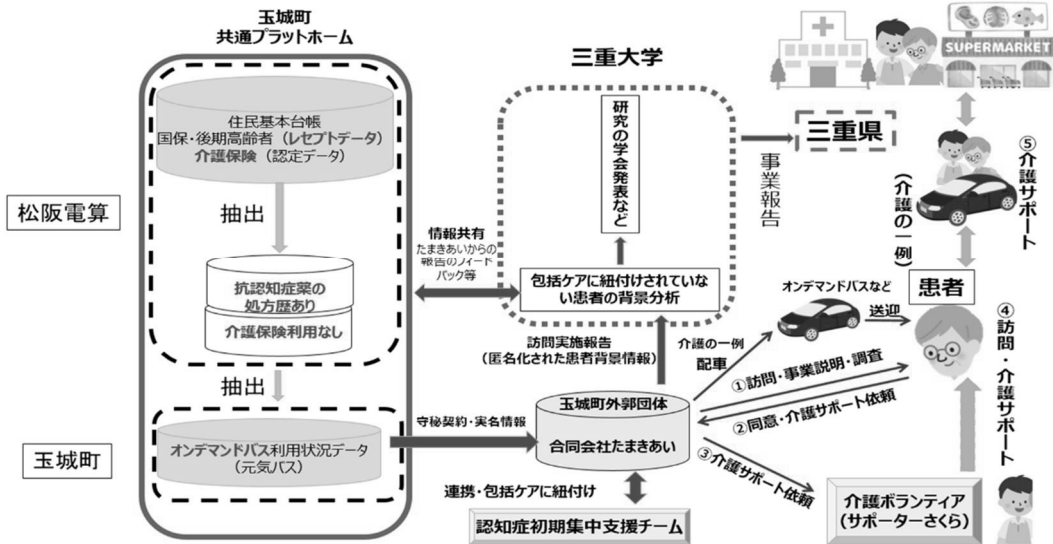 玉城町
共通プラットホーム
住民基本台帳
国保・後期高齢者（レセプトデータ）
介護保険（認定データ）
抽出
抗認知症薬の
処方歴あり
介護保険利用なし
抽出
オンデマンドバス利用状況データ
（元気バス）
松阪電算
玉城町
三重大学
研究の学会発表など
包括ケアに紐付けされていな
い患者の背景分析
情報共有
たまきあいからの
報告のフィード
バック等
事業報告
三重県
SUPERMARKET
⑤介護サポート
（介護の一例）
患者
オンデマンドバスなど
送迎
介護の一例
配車
訪問実施報告
（匿名化された患者背景情報）
①訪問・事業説明・調査
②同意・介護サポート依頼
③介護サポート依頼
④訪問・介護サポート
守秘契約・実名情報
玉城町外郭団体
合同会社たまきあい
連携・包括ケアに紐付け
認知症初期集中支援チーム
介護ボランティア
（サポーターさくら）